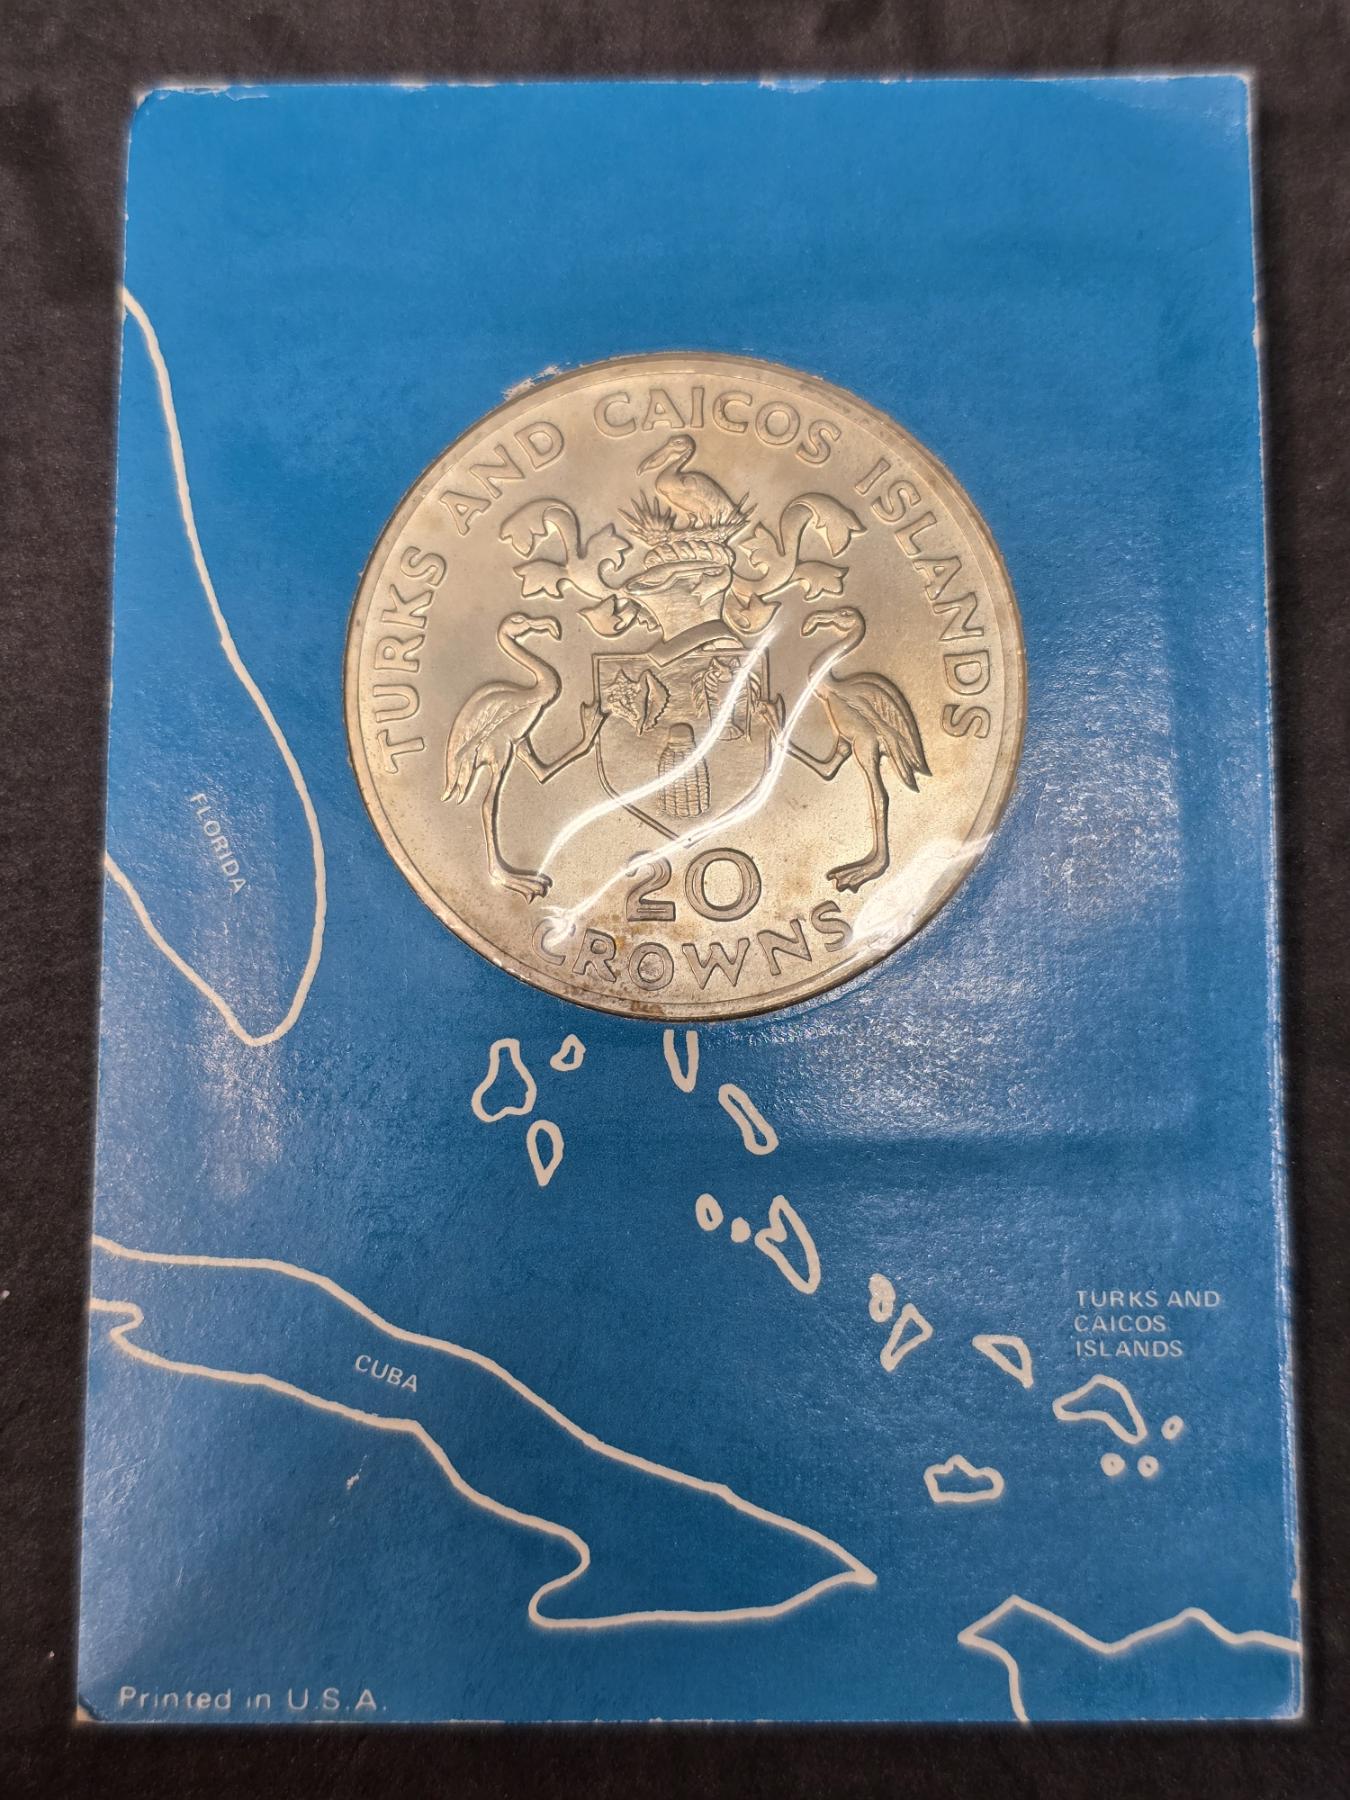 TURKS AND CAICOS ISLANDS
20
CROWNS
FLORIDA
TURKS AND
CAICOS
ISLANDS
CUBA
Printed in U.S.A.